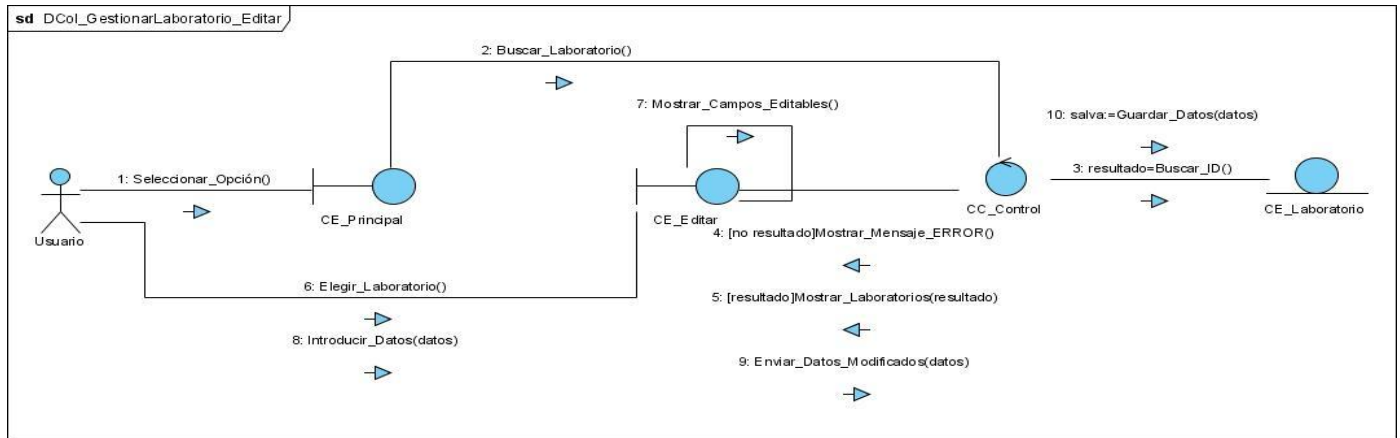 sd DCol_GestionarLaboratorio_Editar
2: Buscar_Laboratorio()
7: Mostrar_Campos_Editables()
10: salva:=Guardar_Datos(datos)
1: Seleccionar_Opción()
3: resultado=Buscar_ID()
Usuario
CE_Principal
CE_Editar
CC_Control
CE_Laboratorio
4: [no resultado]Mostrar_Mensaje_ERROR()
6: Elegir_Laboratorio()
5: [resultado]Mostrar_Laboratorios(resultado)
8: Introducir_Datos(datos)
9: Enviar_Datos_Modificados(datos)